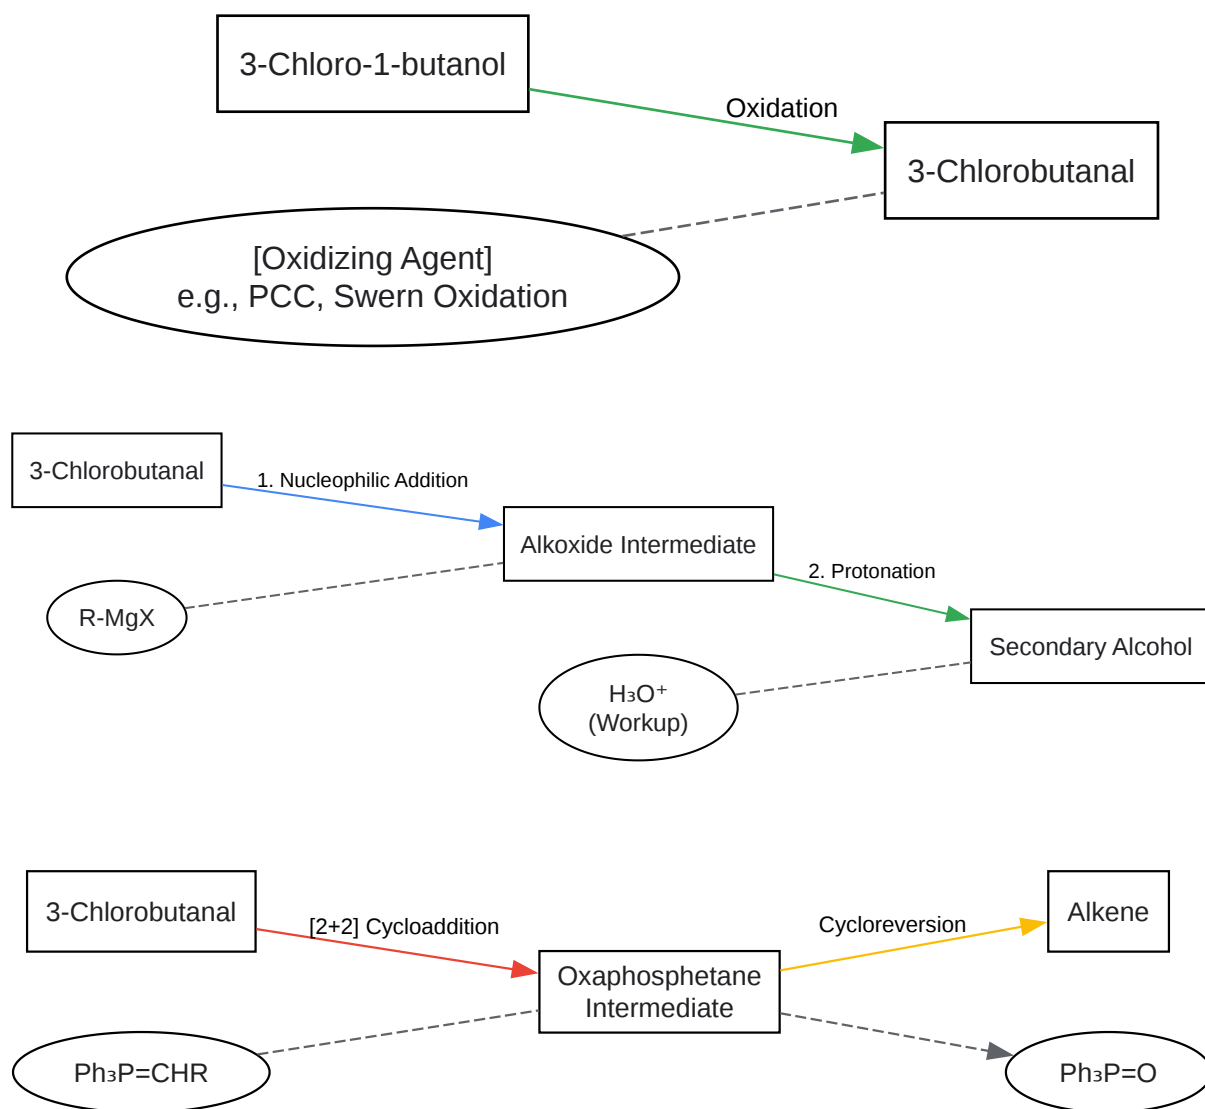 3-Chloro-1-butanol
Oxidation
3-Chlorobutanal
[Oxidizing Agent]
e.g., PCC, Swern Oxidation
3-Chlorobutanal
1. Nucleophilic Addition
Alkoxide Intermediate
2. Protonation
R-MgX
Secondary Alcohol
H₃O⁺
(Workup)
3-Chlorobutanal
[2+2] Cycloaddition
Cycloreversion
Alkene
Oxaphosphetane
Intermediate
Ph₃P=CHR
Ph₃P=O